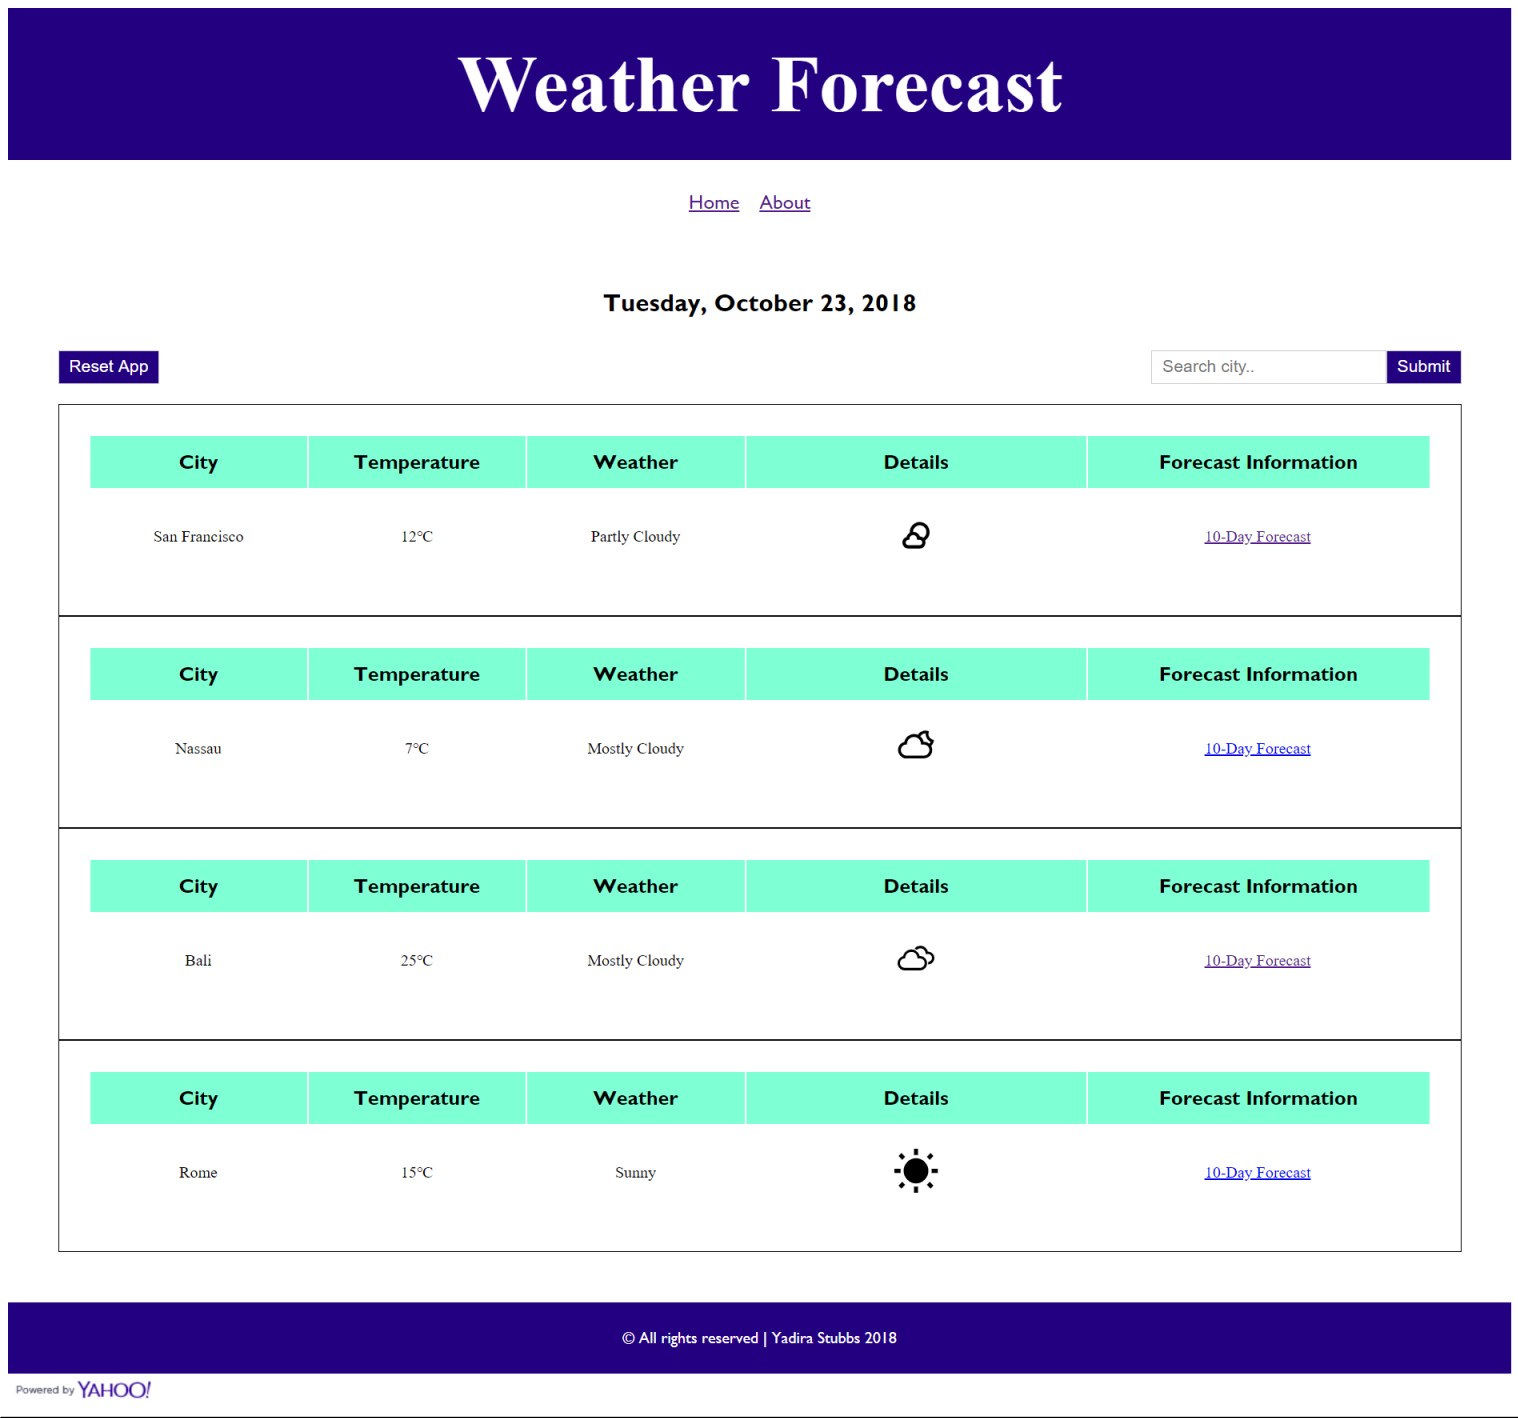 Weather Forecast
Home About
Tuesday, October 23, 2018
Reset App Search city.. Submit
City Temperature Weather Details Forecast Information
San Francisco 12°C Partly Cloudy 10-Day Forecast
City Temperature Weather Details Forecast Information
Nassau 7°C Mostly Cloudy 10-Day Forecast
City Temperature Weather Details Forecast Information
Bali 25°C Mostly Cloudy 10-Day Forecast
City Temperature Weather Details Forecast Information
Rome 15°C Sunny 10-Day Forecast
© All rights reserved | Yadira Stubbs 2018
Powered by YAHOO!